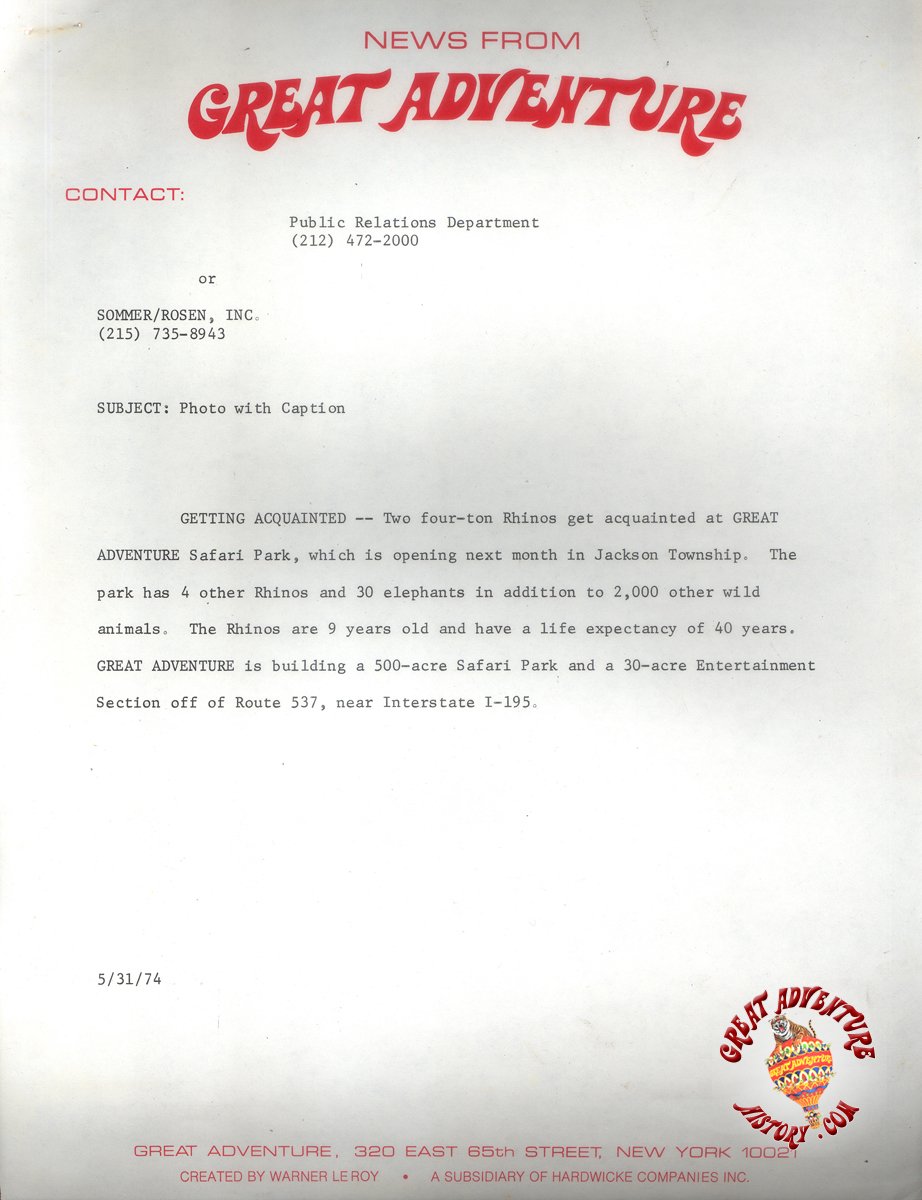 NEWS FROM
GREAT ADVENTURE
CONTACT:
Public Relations Department
(212) 472-2000
or
SOMMER/ROSEN, INC.
(215) 735-8943
SUBJECT: Photo with Caption
GETTING ACQUAINTED -- Two four-ton Rhinos get acquainted at GREAT
ADVENTURE Safari Park, which is opening next month in Jackson Township. The
park has 4 other Rhinos and 30 elephants in addition to 2,000 other wild
animals. The Rhinos are 9 years old and have a life expectancy of 40 years.
GREAT ADVENTURE is building a 500-acre Safari Park and a 30-acre Entertainment
Section off of Route 537, near Interstate I-195.
5/31/74
GREAT ADVENTURE
GREAT ADVENTURE
HISTORY.COM
GREAT ADVENTURE, 320 EAST 65th STREET, NEW YORK 10021
CREATED BY WARNER LE ROY • A SUBSIDIARY OF HARDWICKE COMPANIES INC.